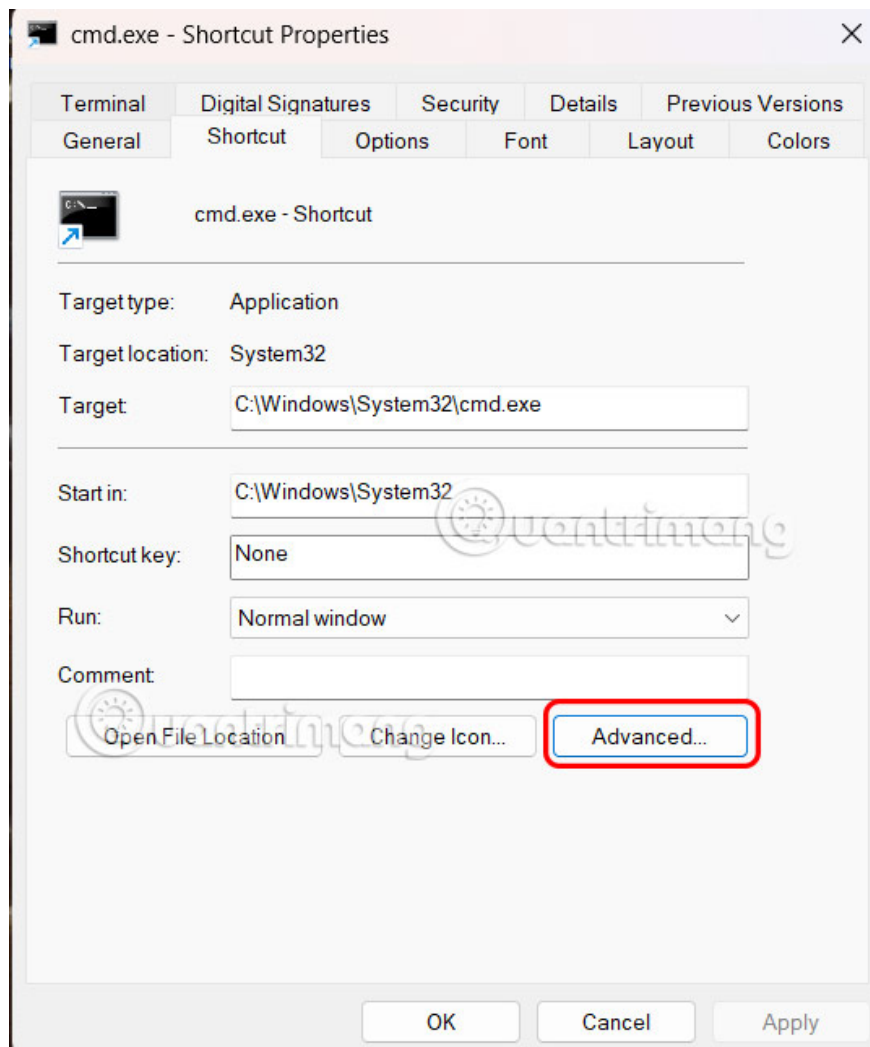 cmd.exe - Shortcut Properties
Terminal Digital Signatures Security Details Previous Versions
General Shortcut Options Font Layout Colors
C:\_
cmd.exe - Shortcut
Target type: Application
Target location: System32
Target: C:\Windows\System32\cmd.exe
Start in: C:\Windows\System32
Quantrimang
Shortcut key: None
Run: Normal window
Comment:
Quantrimang
Open File Location Change Icon... Advanced...
OK Cancel Apply